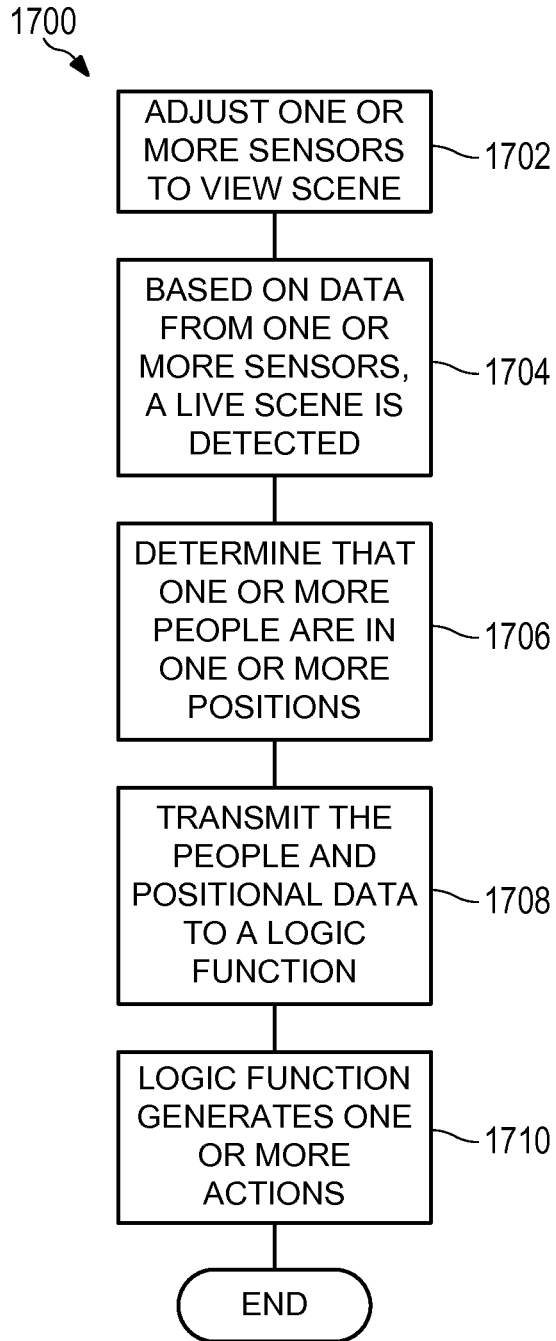 1700
ADJUST ONE OR
MORE SENSORS
TO VIEW SCENE
1702
BASED ON DATA
FROM ONE OR
MORE SENSORS,
A LIVE SCENE IS
DETECTED
1704
DETERMINE THAT
ONE OR MORE
PEOPLE ARE IN
ONE OR MORE
POSITIONS
1706
TRANSMIT THE
PEOPLE AND
POSITIONAL DATA
TO A LOGIC
FUNCTION
1708
LOGIC FUNCTION
GENERATES ONE
OR MORE
ACTIONS
1710
END